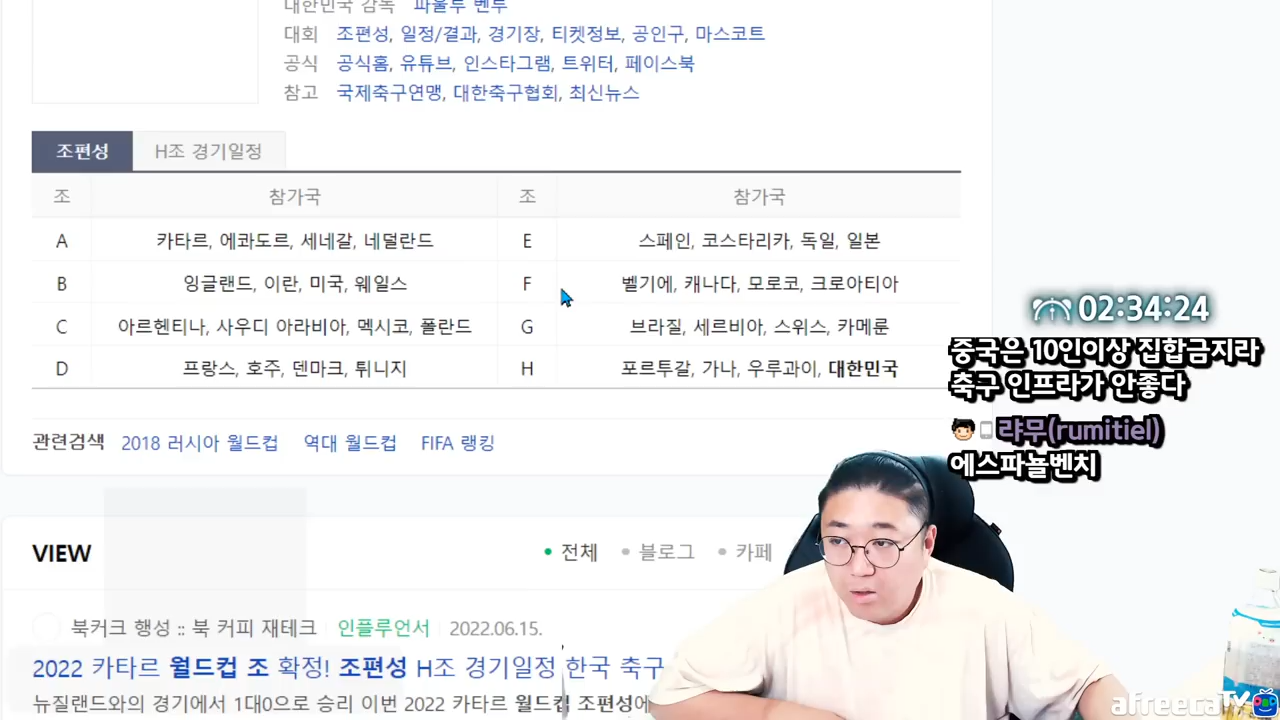 대한민국 감독 파울루 벤투
대회 조편성, 일정/결과, 경기장, 티켓정보, 공인구, 마스코트
공식 공식홈, 유튜브, 인스타그램, 트위터, 페이스북
참고 국제축구연맹, 대한축구협회, 최신뉴스
조편성 H조 경기일정
조 참가국 조 참가국
A 카타르, 에콰도르, 세네갈, 네덜란드 E 스페인, 코스타리카, 독일, 일본
B 잉글랜드, 이란, 미국, 웨일스 F 벨기에, 캐나다, 모로코, 크로아티아
C 아르헨티나, 사우디 아라비아, 멕시코, 폴란드 G 브라질, 세르비아, 스위스, 카메룬
D 프랑스, 호주, 덴마크, 튀니지 H 포르투갈, 가나, 우루과이, 대한민국
02:34:24
중국은 10인이상 집합금지라
축구 인프라가 안좋다
랴무(rumitiel)
에스파뇰벤치
관련검색 2018 러시아 월드컵 역대 월드컵 FIFA 랭킹
VIEW 전체 블로그 카페
북커크 행성 :: 북 커피 재테크 인플루언서 2022.06.15.
2022 카타르 월드컵 조 확정! 조편성 H조 경기일정 한국 축구
뉴질랜드와의 경기에서 1대0으로 승리 이번 2022 카타르 월드컵 조편성에
afreecaTV